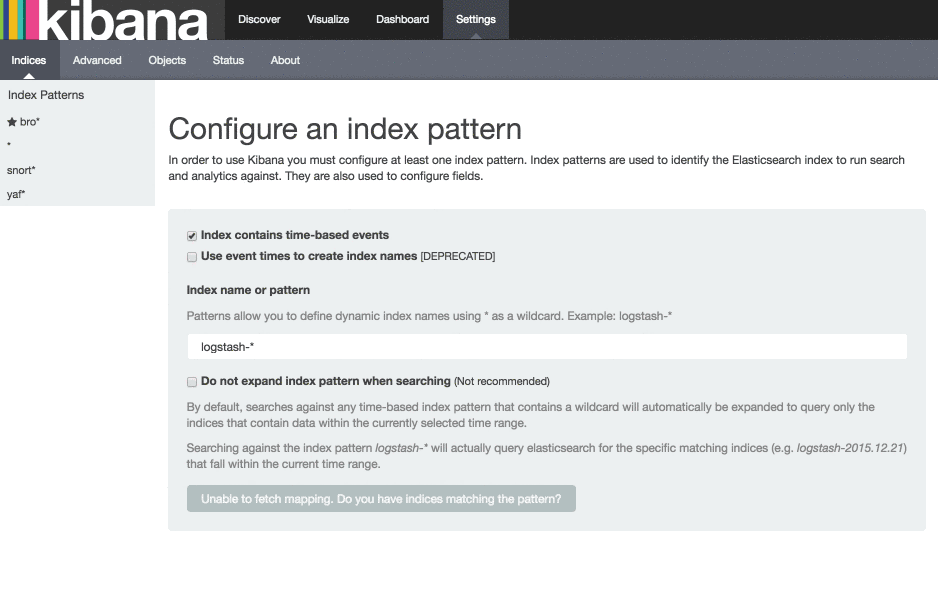 kibana
Discover Visualize Dashboard Settings
Indices Advanced Objects Status About
Index Patterns
bro*
*
snort*
yaf*
Configure an index pattern
In order to use Kibana you must configure at least one index pattern. Index patterns are used to identify the Elasticsearch index to run search
and analytics against. They are also used to configure fields.
Index contains time-based events
Use event times to create index names [DEPRECATED]
Index name or pattern
Patterns allow you to define dynamic index names using * as a wildcard. Example: logstash-*
logstash-*
Do not expand index pattern when searching (Not recommended)
By default, searches against any time-based index pattern that contains a wildcard will automatically be expanded to query only the
indices that contain data within the currently selected time range.
Searching against the index pattern logstash-* will actually query elasticsearch for the specific matching indices (e.g. logstash-2015.12.21)
that fall within the current time range.
Unable to fetch mapping. Do you have indices matching the pattern?